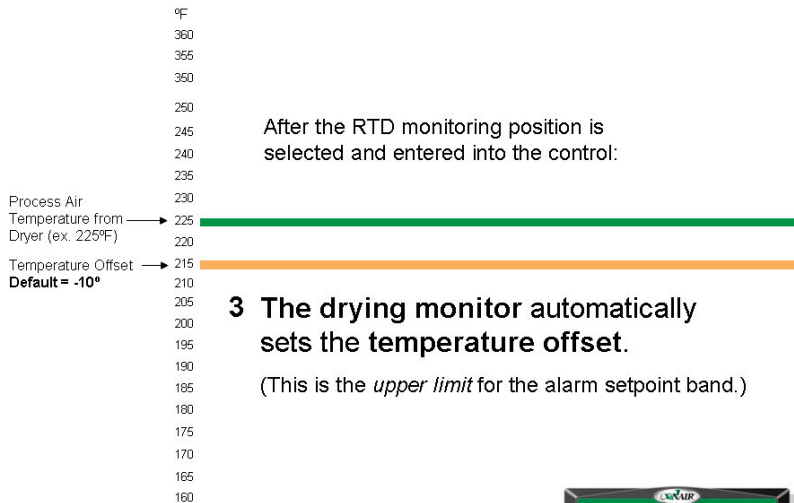 ºF
360
355
350
250
245
240
235
230
225
220
215
210
205
200
195
190
185
180
175
170
165
160
Process Air
Temperature from
Dryer (ex. 225ºF)
Temperature Offset
Default = -10º
After the RTD monitoring position is
selected and entered into the control:
3 The drying monitor automatically
sets the temperature offset.
(This is the upper limit for the alarm setpoint band.)
CONAIR